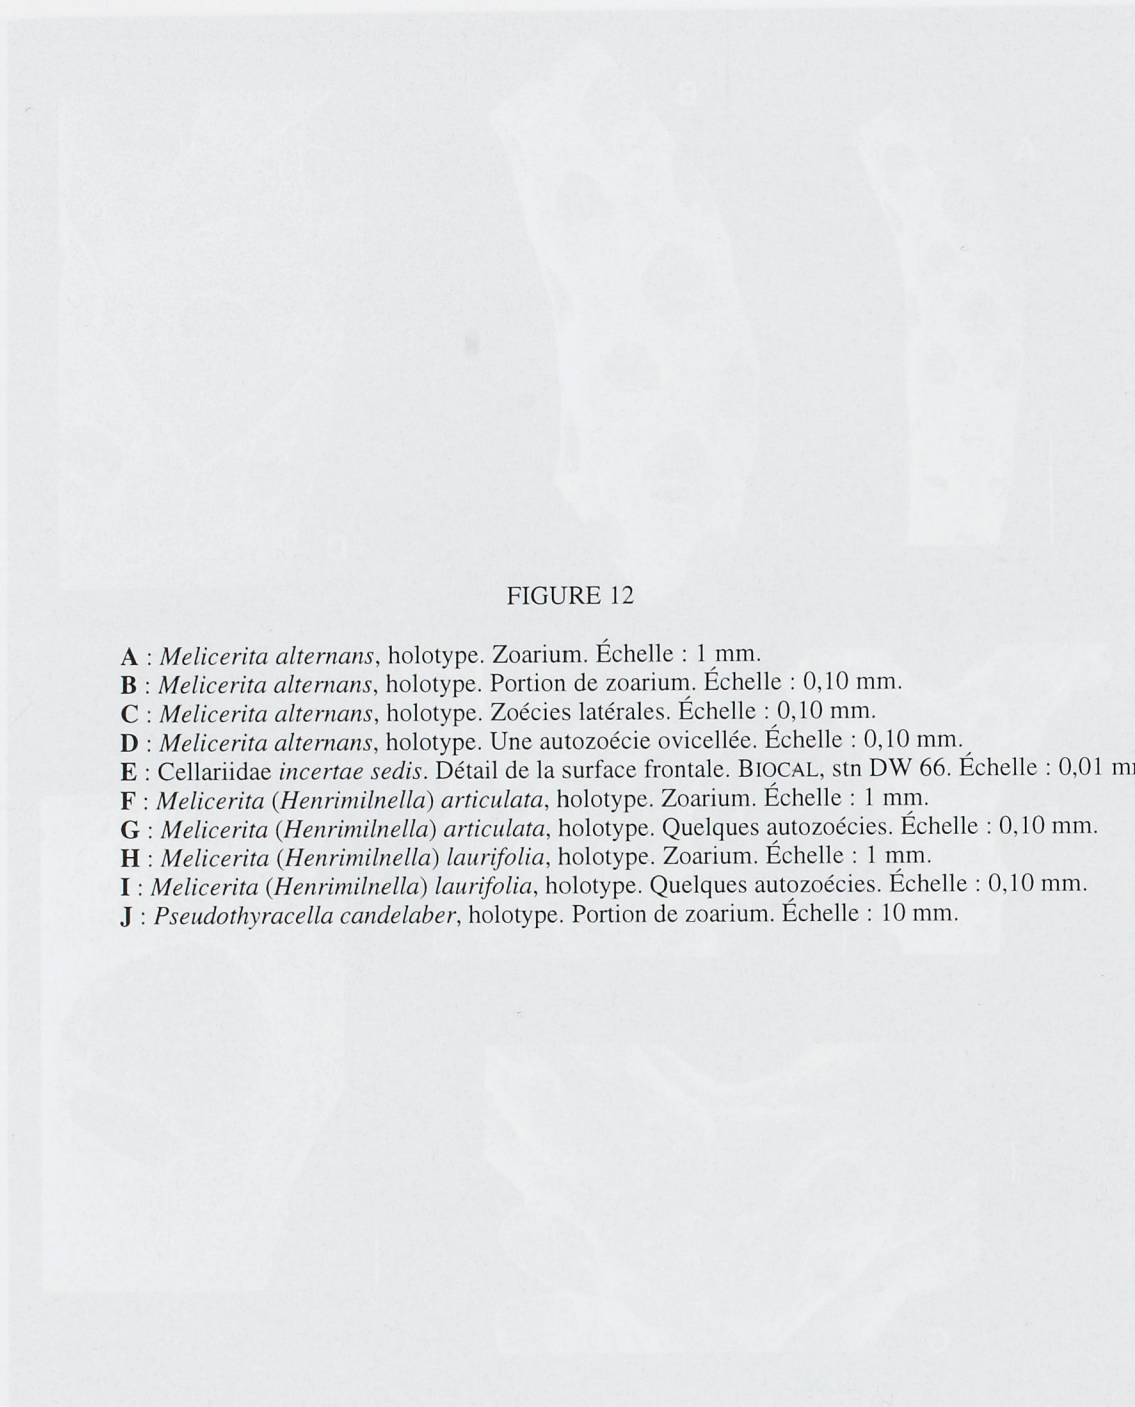 FIGURE 12
A : Melicerita alternans, holotype. Zoarium. Échelle : 1 mm.
B : Melicerita alternans, holotype. Portion de zoarium. Échelle : 0,10 mm.
C : Melicerita alternans, holotype. Zoécies latérales. Échelle : 0,10 mm.
D : Melicerita alternans, holotype. Une autozoécie ovicellée. Échelle : 0,10 mm.
E : Cellariidae incertae sedis. Détail de la surface frontale. BIOCAL, stn DW 66. Échelle : 0,01
F : Melicerita (Henrimilnella) articulata, holotype. Zoarium. Échelle : 1 mm.
G : Melicerita (Henrimilnella) articulata, holotype. Quelques autozoécies. Échelle : 0,10 mm.
H : Melicerita (Henrimilnella) laurifolia, holotype. Zoarium. Échelle : 1 mm.
I : Melicerita (Henrimilnella) laurifolia, holotype. Quelques autozoécies. Échelle : 0,10 mm.
J : Pseudothyracella candelaber, holotype. Portion de zoarium. Échelle : 10 mm.